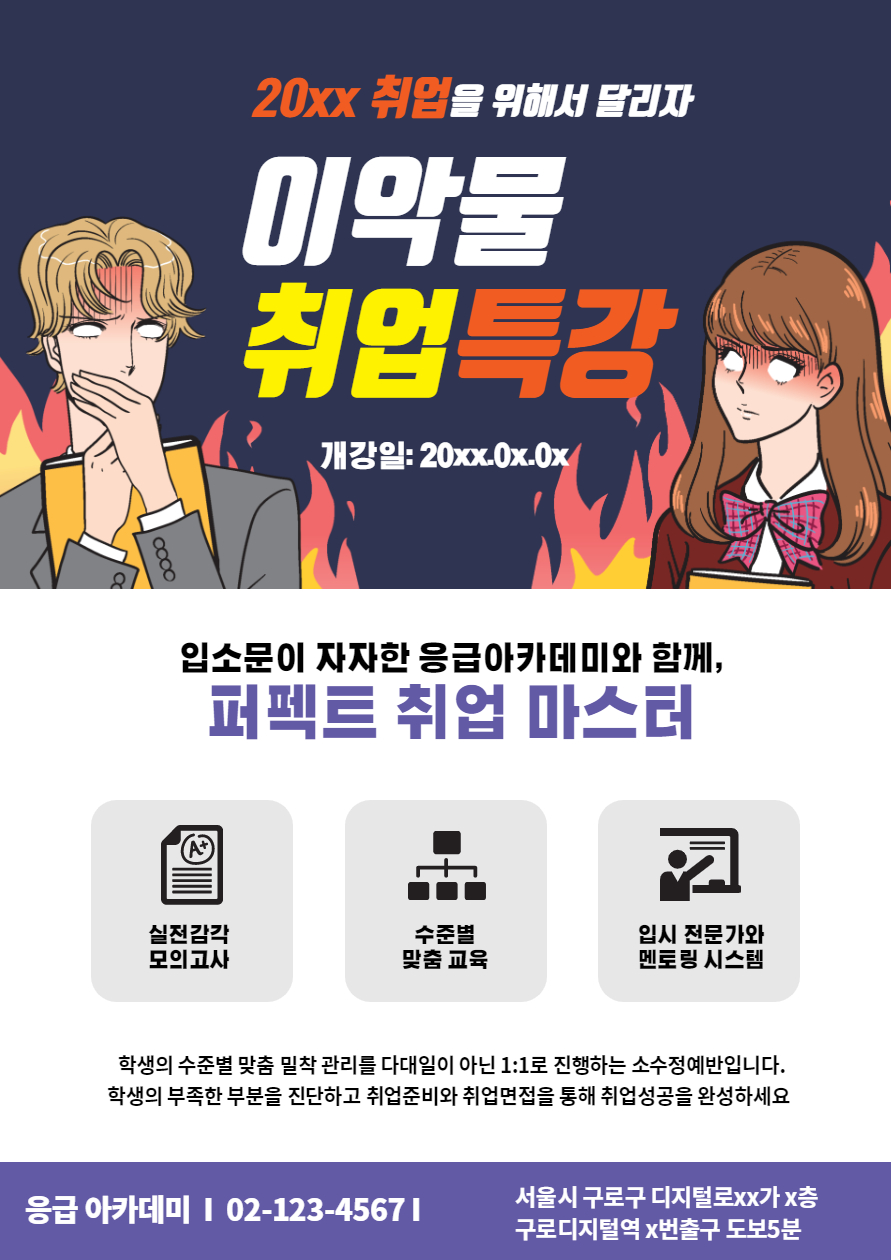 20xx 취업을 위해서 달리자
이악물
취업특강
개강일: 20xx.0x.0x
입소문이 자자한 응급아카데미와 함께,
퍼펙트 취업 마스터
A+
실전감각
모의고사
수준별
맞춤 교육
입시 전문가와
멘토링 시스템
학생의 수준별 맞춤 밀착 관리를 다대일이 아닌 1:1로 진행하는 소수정예반입니다.
학생의 부족한 부분을 진단하고 취업준비와 취업면접을 통해 취업성공을 완성하세요
응급 아카데미 I 02-123-4567 I
서울시 구로구 디지털로xx가 x층
구로디지털역 x번출구 도보5분